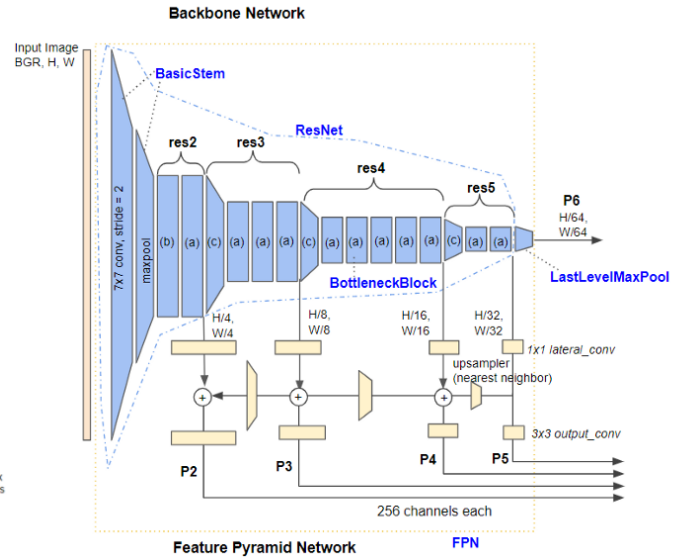 Backbone Network
Input Image
BGR, H, W
BasicStem
ResNet
res2
res3
res4
res5
P6
H/64,
W/64
7x7 conv, stride = 2
maxpool
(b)
(a)
(c)
(a)
(a)
(a)
(c)
(a)
(a)
(a)
(a)
(a)
(c)
(a)
(a)
BottleneckBlock
LastLevelMaxPool
H/4,
W/4
H/8,
W/8
H/16,
W/16
H/32,
W/32
1x1 lateral_conv
upsampler
(nearest neighbor)
+
+
+
3x3 output_conv
P2
P3
P4
P5
256 channels each
x
s
Feature Pyramid Network
FPN